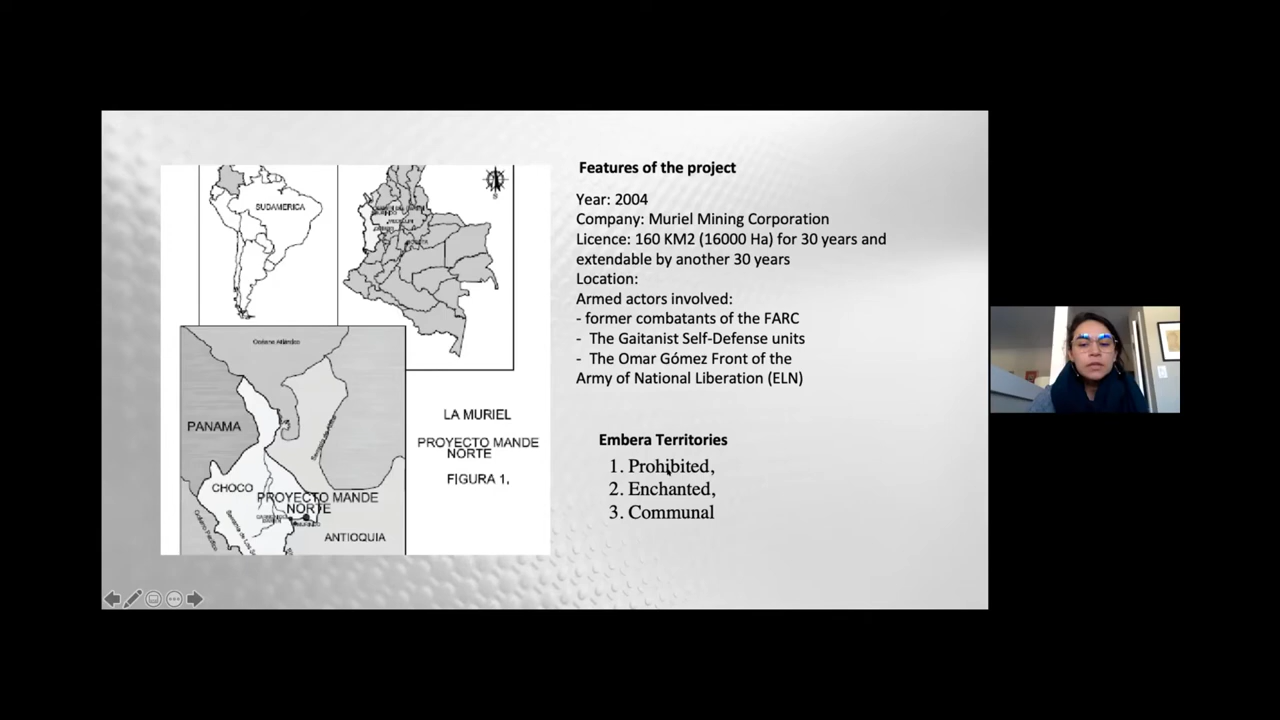 SUDAMERICA
Océano Atlántico
PANAMA
CHOCO
PROYECTO MANDE
NORTE
ANTIOQUIA
LA MURIEL
PROYECTO MANDE
NORTE
FIGURA 1,
Features of the project
Year: 2004
Company: Muriel Mining Corporation
Licence: 160 KM2 (16000 Ha) for 30 years and
extendable by another 30 years
Location:
Armed actors involved:
- former combatants of the FARC
- The Gaitanist Self-Defense units
- The Omar Gómez Front of the
Army of National Liberation (ELN)
Embera Territories
1. Prohibited,
2. Enchanted,
3. Communal